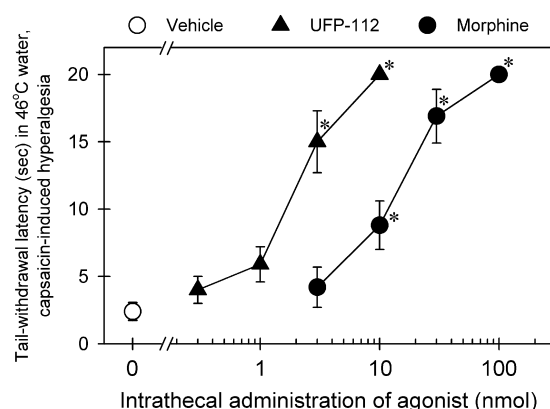 Vehicle UFP-112 Morphine
Tail-withdrawal latency (sec) in 46°C water,
capsaicin-induced hyperalgesia
20
15
10
5
0
* * * * *
0 1 10 100
Intrathecal administration of agonist (nmol)